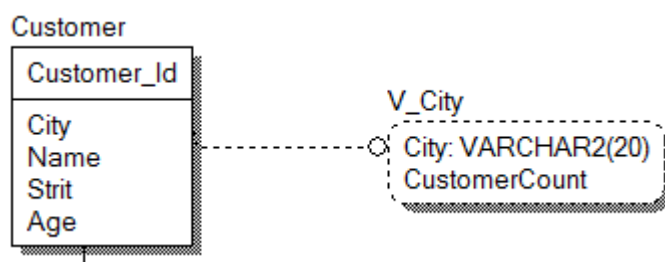 Customer
Customer_Id
City
Name
Strit
Age
V_City
City: VARCHAR2(20)
CustomerCount